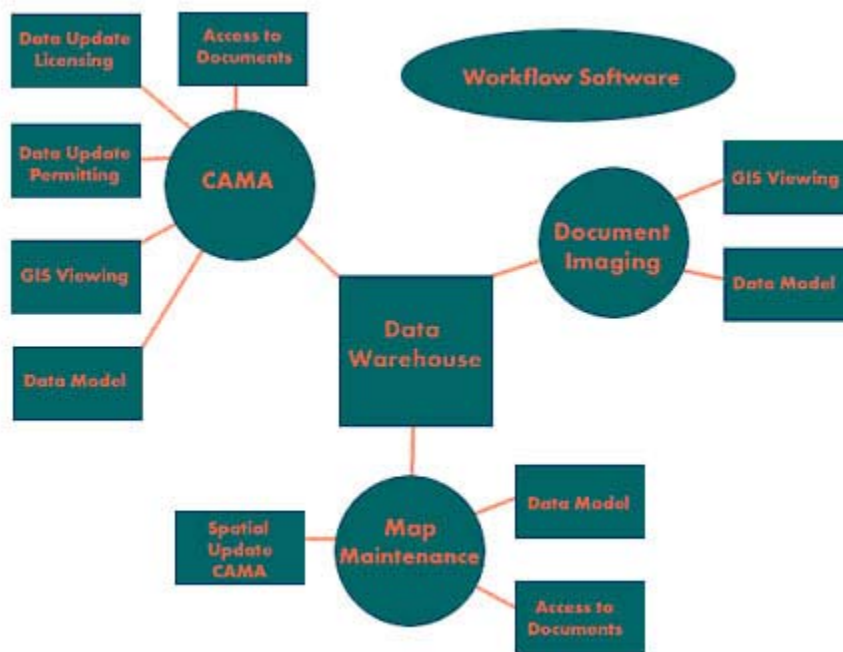 Data Update
Licensing
Access to
Documents
Workflow Software
Data Update
Permitting
CAMA
GIS Viewing
Document
Imaging
GIS Viewing
Data Model
Data
Warehouse
Data Model
Map
Maintenance
Data Model
Spatial
Update
CAMA
Access to
Documents